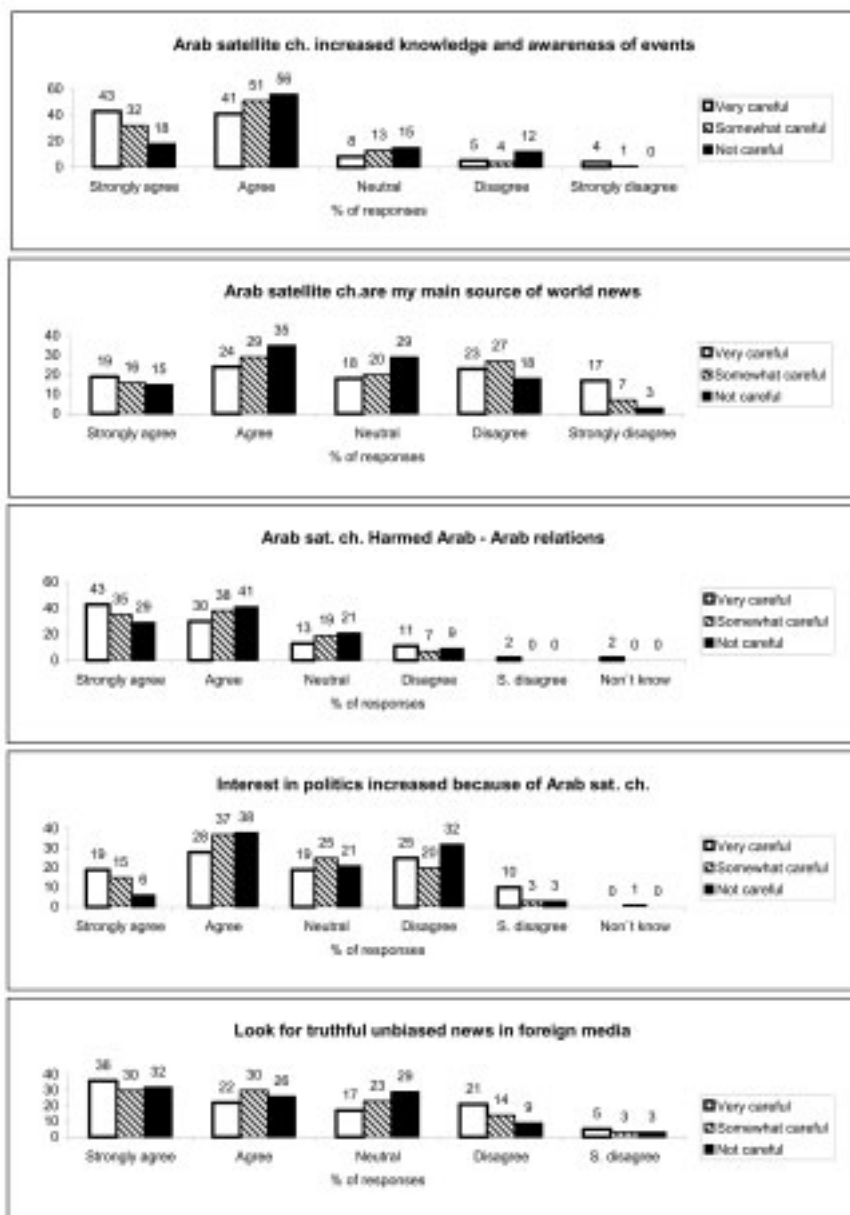 Arab satellite ch. increased knowledge and awareness of events
43 32 18 41 51 56 8 13 15 5 4 12 4 1 0
60
40
20
0
Very careful
Somewhat careful
Not careful
Strongly agree Agree Neutral Disagree Strongly disagree
% of responses
Arab satellite ch.are my main source of world news
19 16 15 24 29 35 18 20 29 23 27 18 17 7 3
40
30
20
10
0
Very careful
Somewhat careful
Not careful
Strongly agree Agree Neutral Disagree Strongly disagree
% of responses
Arab sat. ch. Harmed Arab - Arab relations
43 35 29 30 38 41 13 19 21 11 7 9 2 0 0 2 0 0
60
40
20
0
Very careful
Somewhat careful
Not careful
Strongly agree Agree Neutral Disagree S. disagree Non't know
% of responses
Interest in politics increased because of Arab sat. ch.
19 15 6 28 37 38 19 25 21 25 20 32 10 3 3 0 1 0
40
30
20
10
0
Very careful
Somewhat careful
Not careful
Strongly agree Agree Neutral Disagree S. disagree Non't know
% of responses
Look for truthful unbiased news in foreign media
36 30 32 22 30 26 17 23 29 21 14 9 5 3 3
40
30
20
10
0
Very careful
Somewhat careful
Not careful
Strongly agree Agree Neutral Disagree S. disagree
% of responses